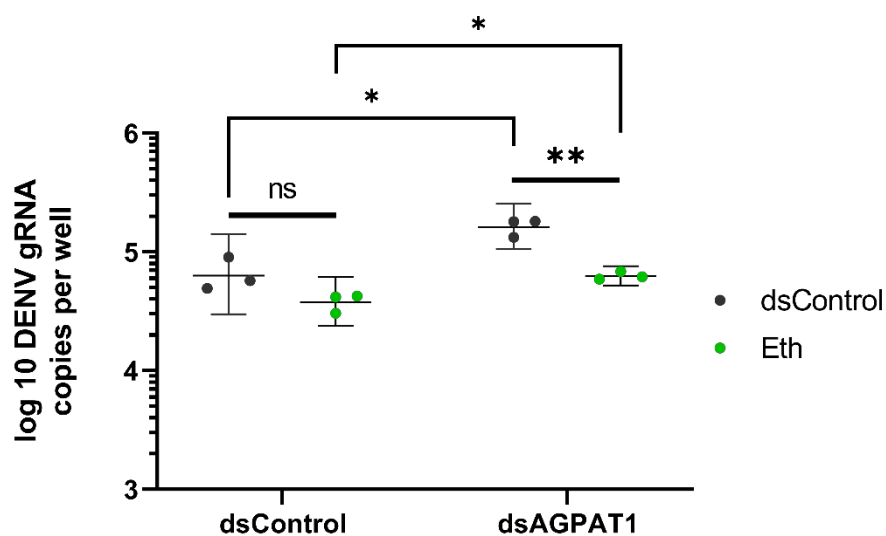 *
*
**
ns
6
5
4
3
log 10 DENV gRNA
copies per well
dsControl
dsAGPAT1
dsControl
Eth